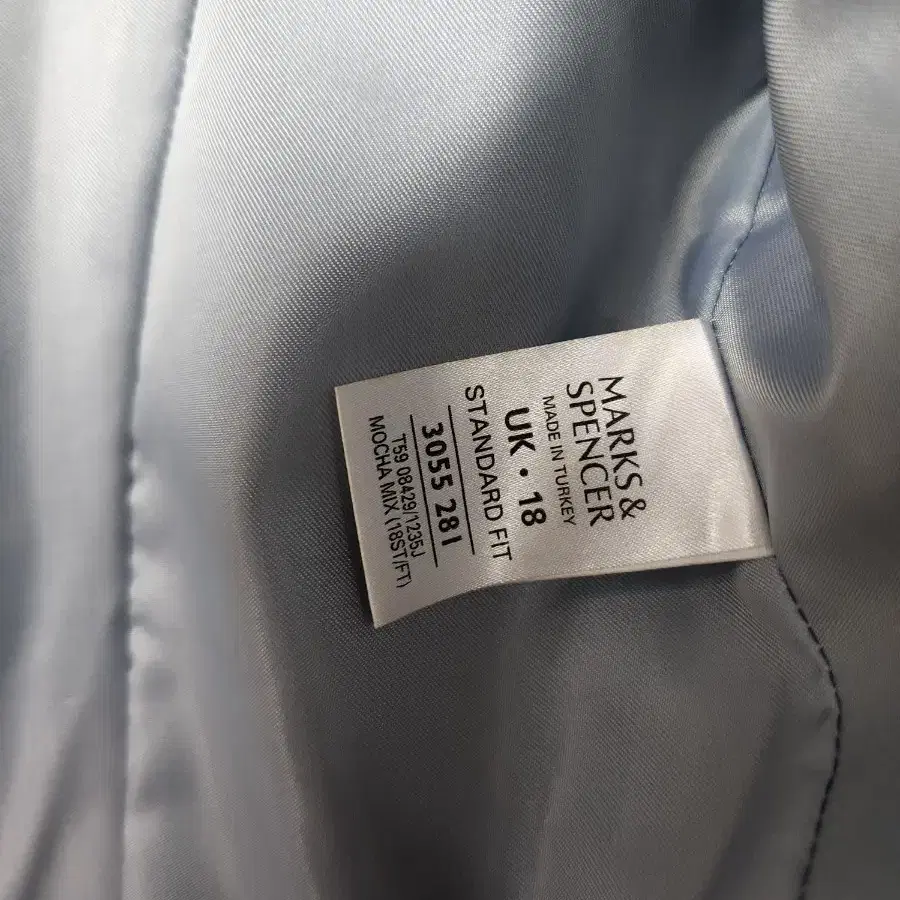 MARKS &
SPENCER
MADE IN TURKEY
UK • 18
STANDARD FIT
3055 281
T59 08429/1235J
MOCHA MIX (18ST/FT)